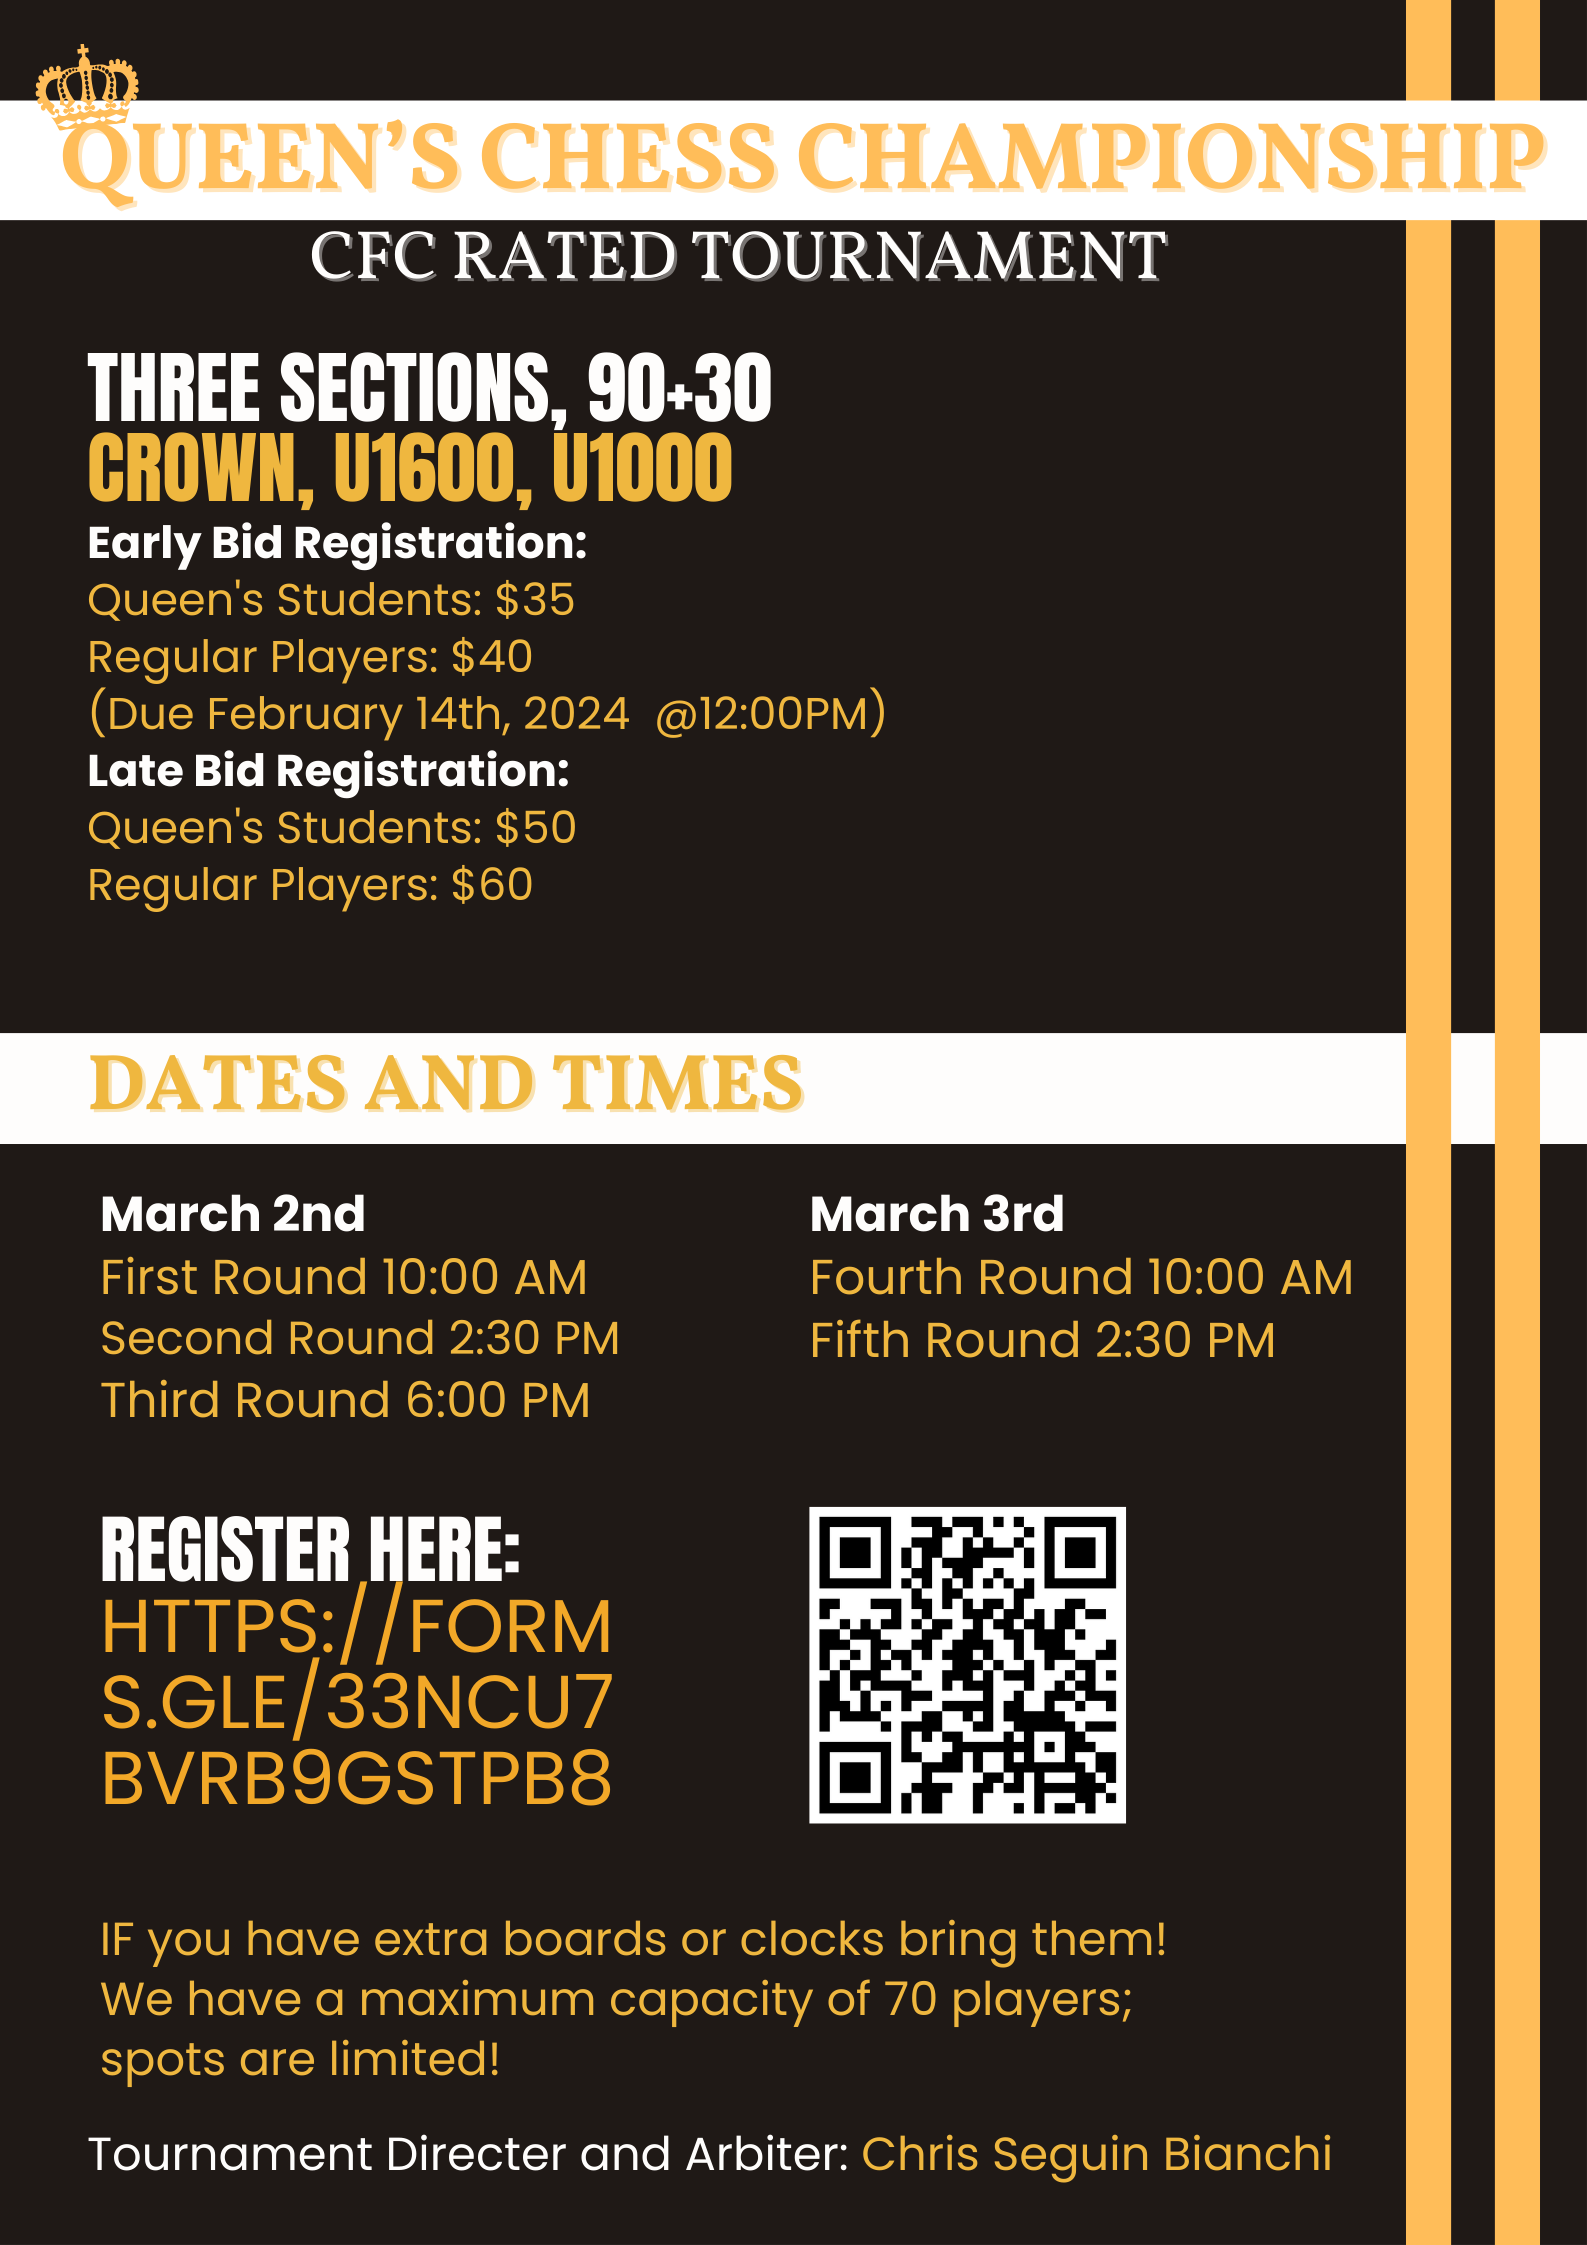 QUEEN'S CHESS CHAMPIONSHIP
CFC RATED TOURNAMENT
THREE SECTIONS, 90+30
CROWN, U1600, U1000
Early Bid Registration:
Queen's Students: $35
Regular Players: $40
(Due February 14th, 2024  @12:00PM)
Late Bid Registration:
Queen's Students: $50
Regular Players: $60
DATES AND TIMES
March 2nd
First Round 10:00 AM
Second Round 2:30 PM
Third Round 6:00 PM
March 3rd
Fourth Round 10:00 AM
Fifth Round 2:30 PM
REGISTER HERE:
HTTPS://FORM
S.GLE/33NCU7
BVRB9GSTPB8
IF you have extra boards or clocks bring them!
We have a maximum capacity of 70 players;
spots are limited!
Tournament Directer and Arbiter: Chris Seguin Bianchi